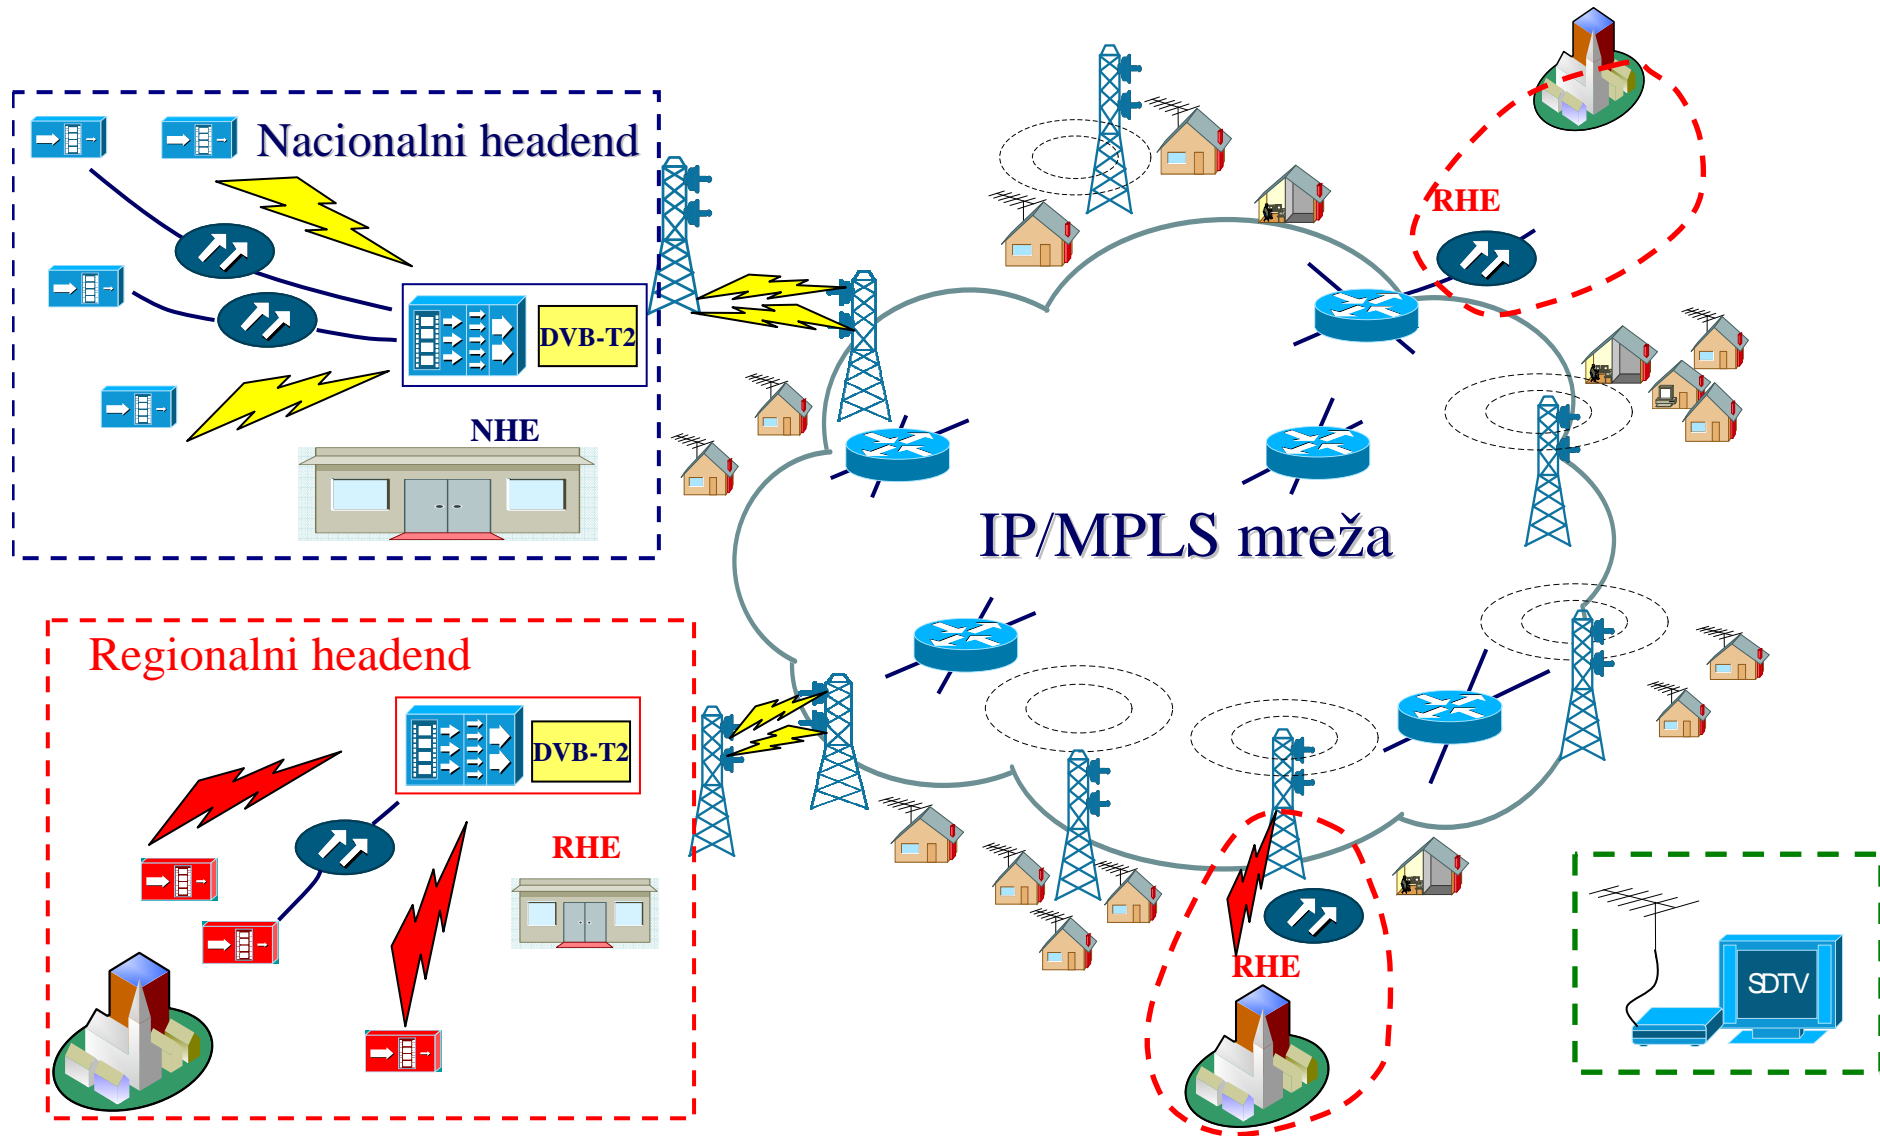 Nacionalni headend
DVB-T2
NHE
RHE
IP/MPLS mreža
Regionalni headend
DVB-T2
RHE
RHE
SDTV